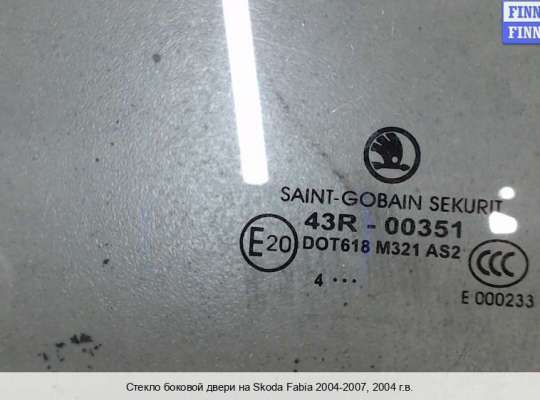 FINN
FINN
SAINT-GOBAIN SEKURIT
43R - 00351
E20
DOT618 M321 AS2
CCC
4 ...
E 000233
Стекло боковой двери на Skoda Fabia 2004-2007, 2004 г.в.